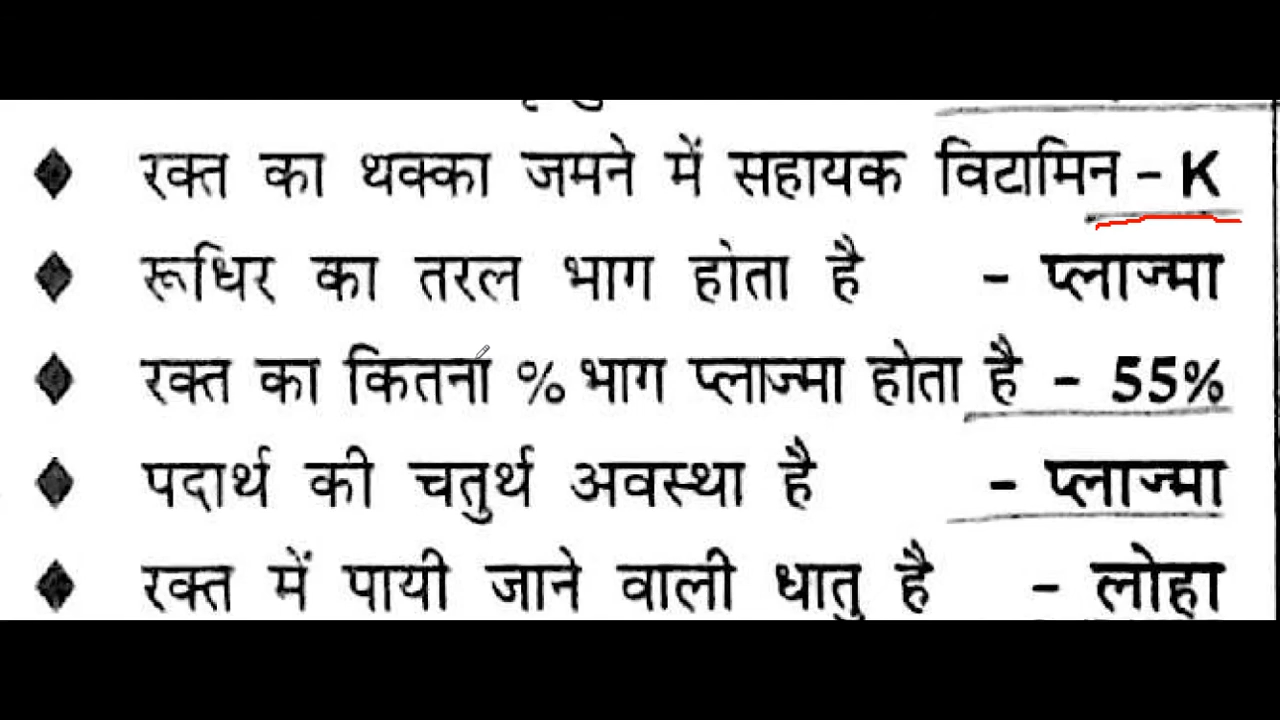 ♦ रक्त का थक्का जमने में सहायक विटामिन - K
♦ रूधिर का तरल भाग होता है - प्लाज्मा
♦ रक्त का कितना % भाग प्लाज्मा होता है - 55%
♦ पदार्थ की चतुर्थ अवस्था है - प्लाज्मा
♦ रक्त में पायी जाने वाली धातु है - लोहा